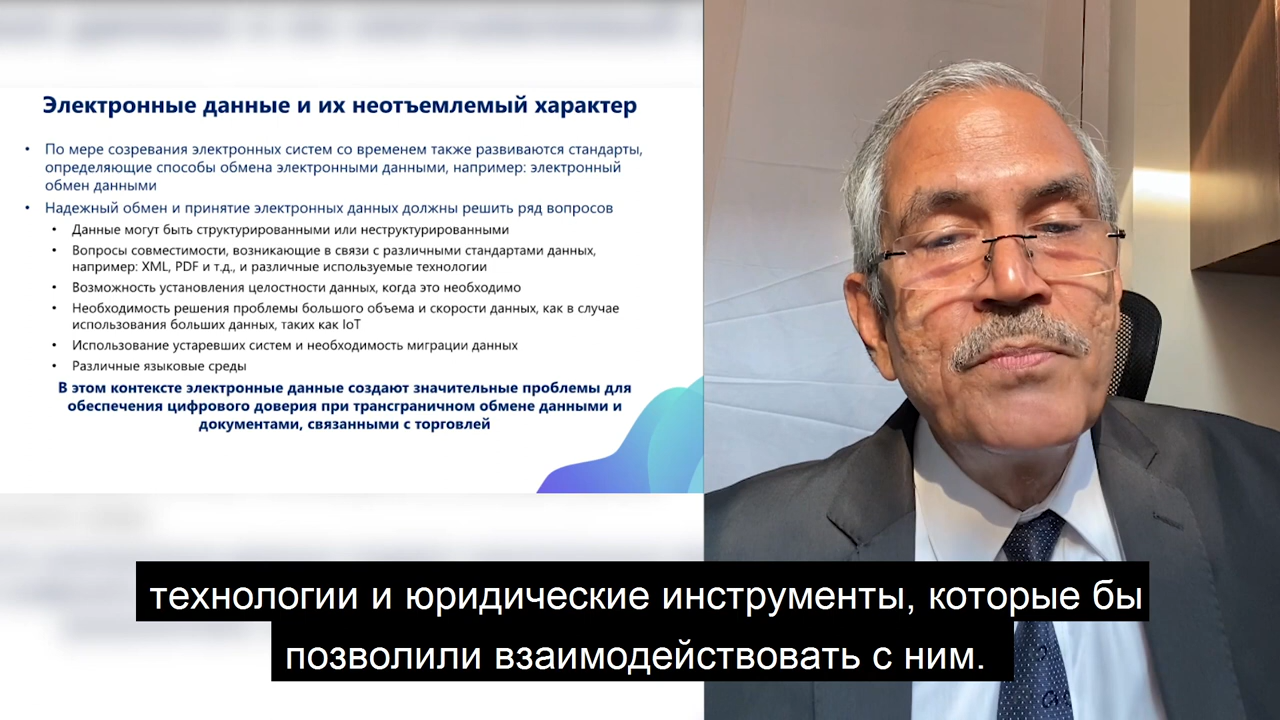 Электронные данные и их неотъемлемый характер
• По мере созревания электронных систем со временем также развиваются стандарты,
определяющие способы обмена электронными данными, например: электронный
обмен данными
• Надежный обмен и принятие электронных данных должны решить ряд вопросов
• Данные могут быть структурированными или неструктурированными
• Вопросы совместимости, возникающие в связи с различными стандартами данных,
например: XML, PDF и т.д., и различные используемые технологии
• Возможность установления целостности данных, когда это необходимо
• Необходимость решения проблемы большого объема и скорости данных, как в случае
использования больших данных, таких как IoT
• Использование устаревших систем и необходимость миграции данных
• Различные языковые среды
В этом контексте электронные данные создают значительные проблемы для
обеспечения цифрового доверия при трансграничном обмене данными и
документами, связанными с торговлей
технологии и юридические инструменты, которые бы
позволили взаимодействовать с ним.